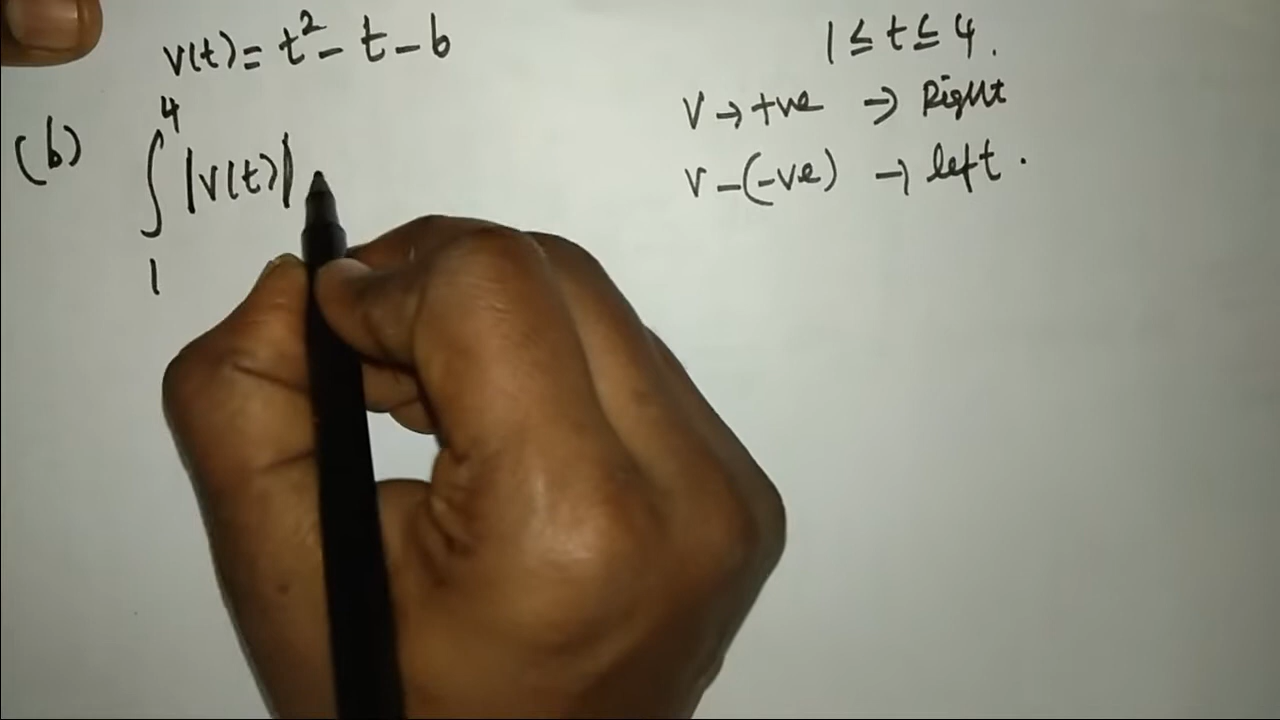 v(t) = t² - t - 6
1 ≤ t ≤ 4.
V → +ve → Right
V - (-ve) → left.
(b) ∫₁⁴ |v(t)|